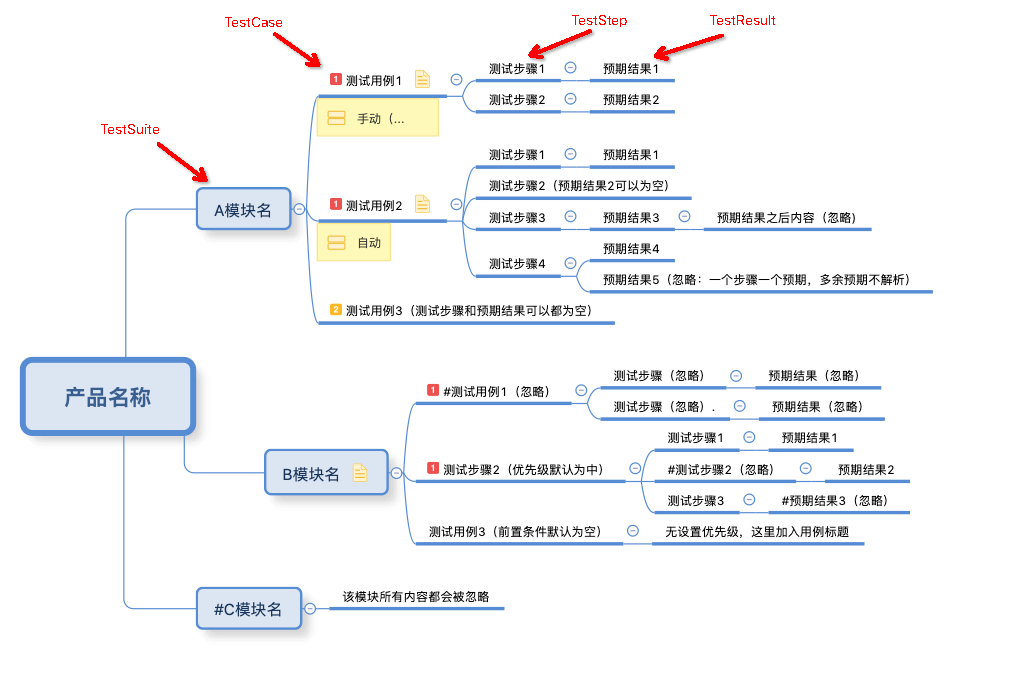 TestCase
TestStep
TestResult
TestSuite
产品名称
A模块名
1 测试用例1
手动（...
测试步骤1
预期结果1
测试步骤2
预期结果2
1 测试用例2
自动
测试步骤1
预期结果1
测试步骤2（预期结果2可以为空）
测试步骤3
预期结果3
预期结果之后内容（忽略）
测试步骤4
预期结果4
预期结果5（忽略：一个步骤一个预期，多余预期不解析）
2 测试用例3（测试步骤和预期结果可以都为空）
B模块名
1 #测试用例1（忽略）
测试步骤（忽略）
预期结果（忽略）
测试步骤（忽略）.
预期结果（忽略）
1 测试步骤2（优先级默认为中）
测试步骤1
预期结果1
#测试步骤2（忽略）
预期结果2
测试步骤3
#预期结果3（忽略）
测试用例3（前置条件默认为空）
无设置优先级，这里加入用例标题
#C模块名
该模块所有内容都会被忽略